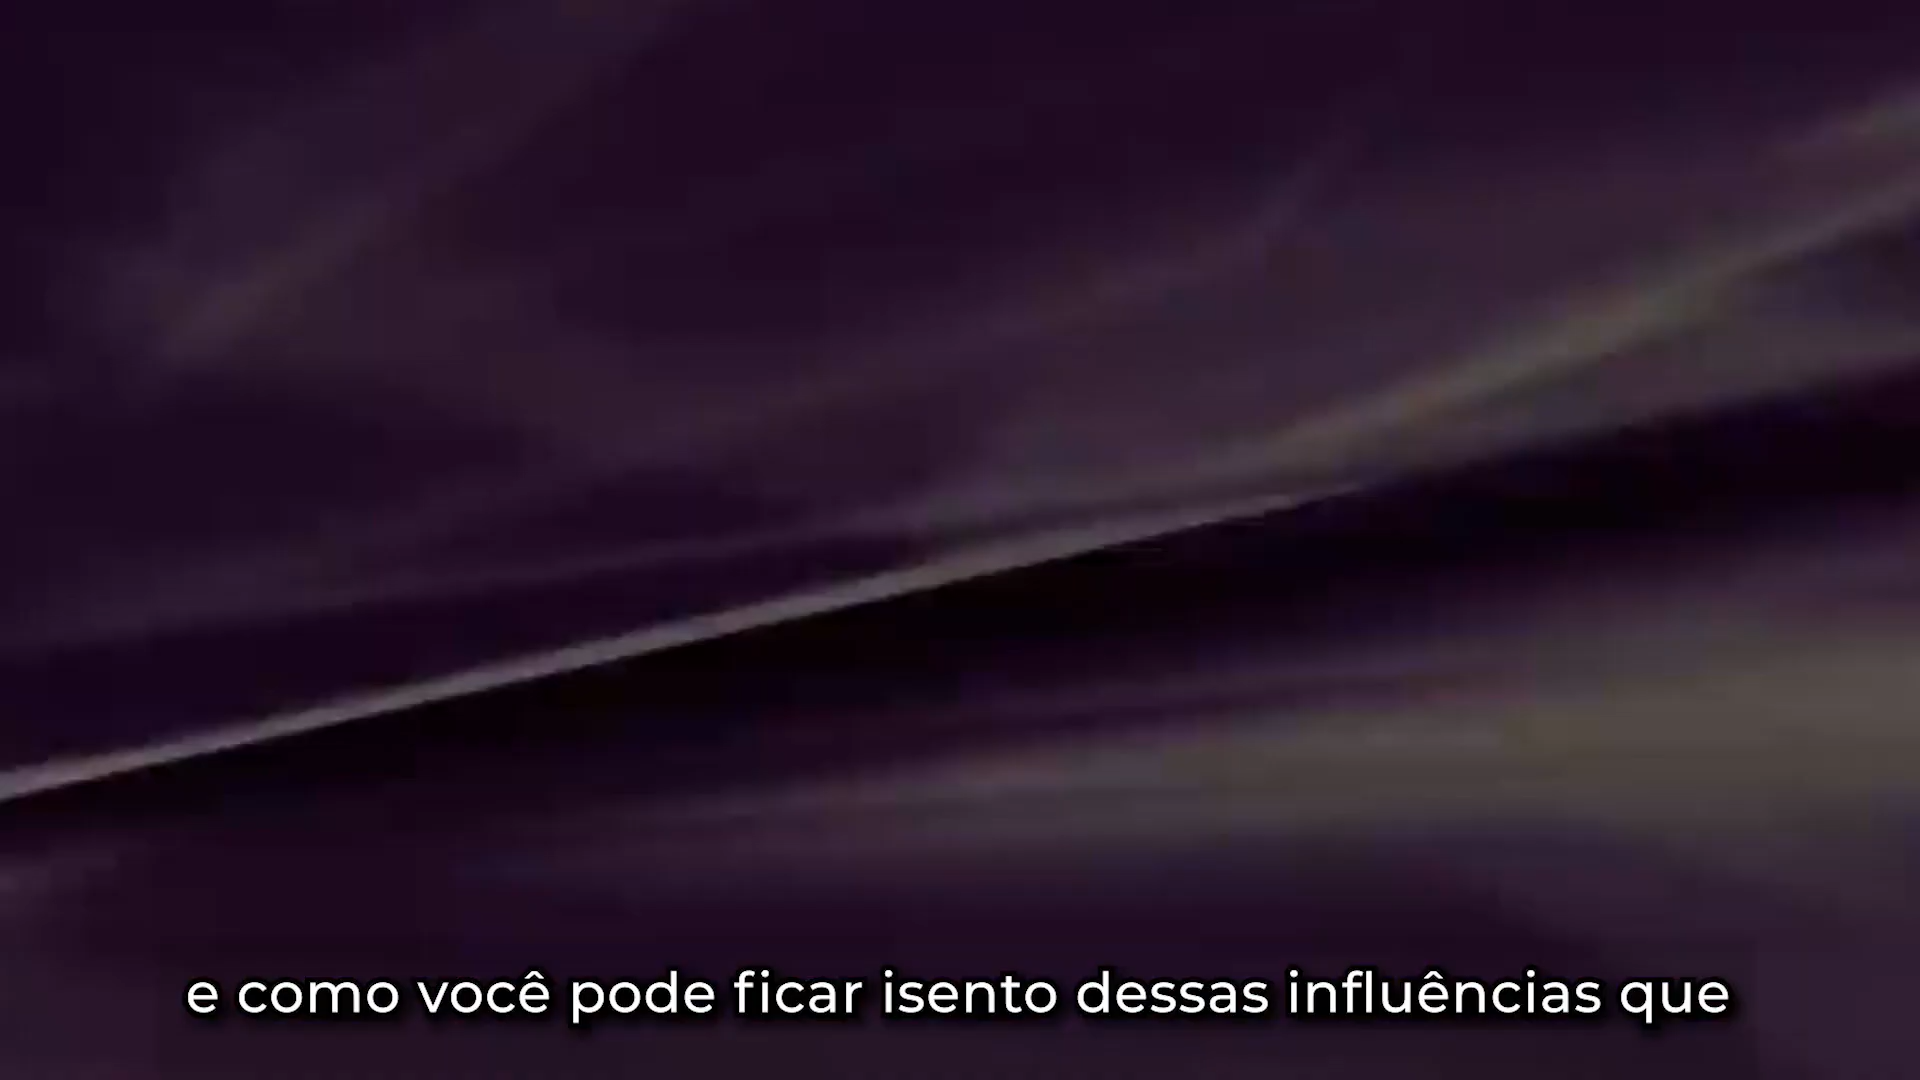 e como você pode ficar isento dessas influências que